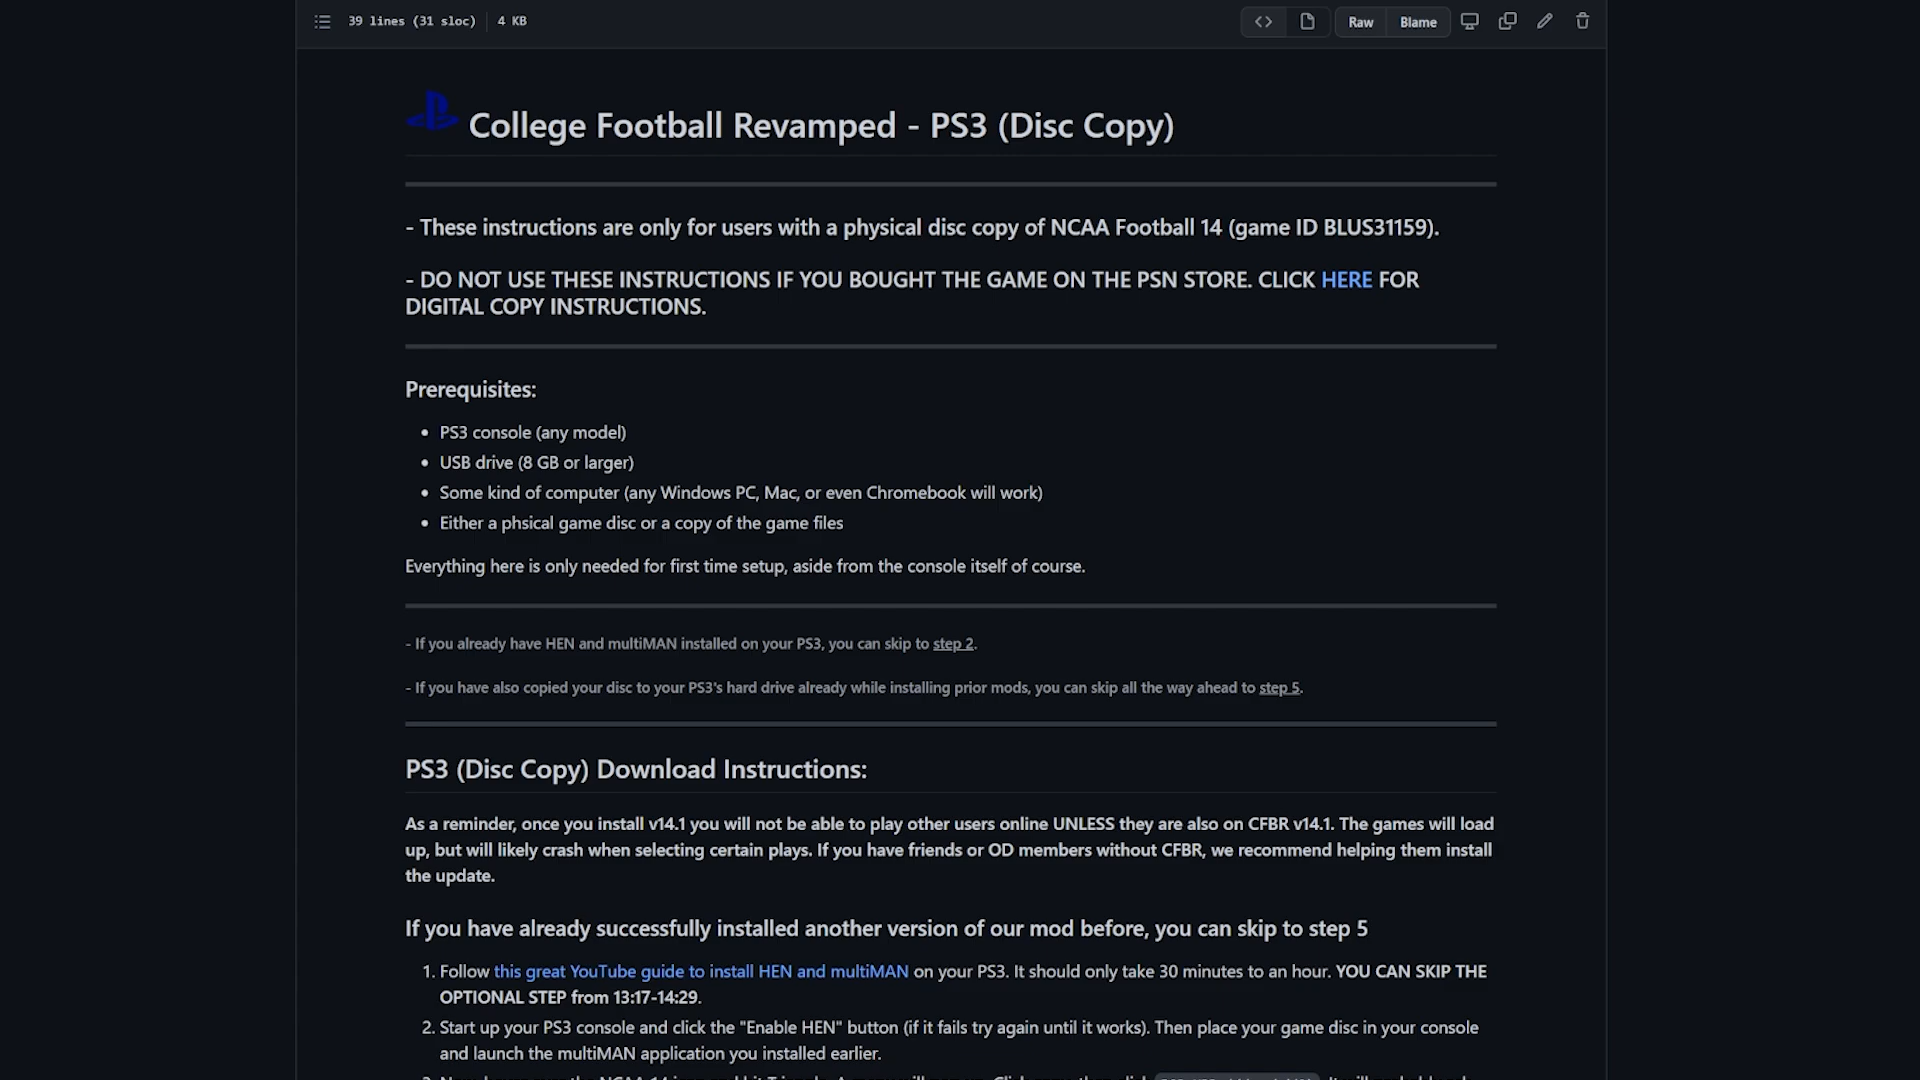 39 lines (31 sloc) 4 KB
Raw Blame
College Football Revamped - PS3 (Disc Copy)
- These instructions are only for users with a physical disc copy of NCAA Football 14 (game ID BLUS31159).
- DO NOT USE THESE INSTRUCTIONS IF YOU BOUGHT THE GAME ON THE PSN STORE. CLICK HERE FOR
DIGITAL COPY INSTRUCTIONS.
Prerequisites:
• PS3 console (any model)
• USB drive (8 GB or larger)
• Some kind of computer (any Windows PC, Mac, or even Chromebook will work)
• Either a phsical game disc or a copy of the game files
Everything here is only needed for first time setup, aside from the console itself of course.
- If you already have HEN and multiMAN installed on your PS3, you can skip to step 2.
- If you have also copied your disc to your PS3's hard drive already while installing prior mods, you can skip all the way ahead to step 5.
PS3 (Disc Copy) Download Instructions:
As a reminder, once you install v14.1 you will not be able to play other users online UNLESS they are also on CFBR v14.1. The games will load
up, but will likely crash when selecting certain plays. If you have friends or OD members without CFBR, we recommend helping them install
the update.
If you have already successfully installed another version of our mod before, you can skip to step 5
1. Follow this great YouTube guide to install HEN and multiMAN on your PS3. It should only take 30 minutes to an hour. YOU CAN SKIP THE
OPTIONAL STEP from 13:17-14:29.
2. Start up your PS3 console and click the "Enable HEN" button (if it fails try again until it works). Then place your game disc in your console
and launch the multiMAN application you installed earlier.